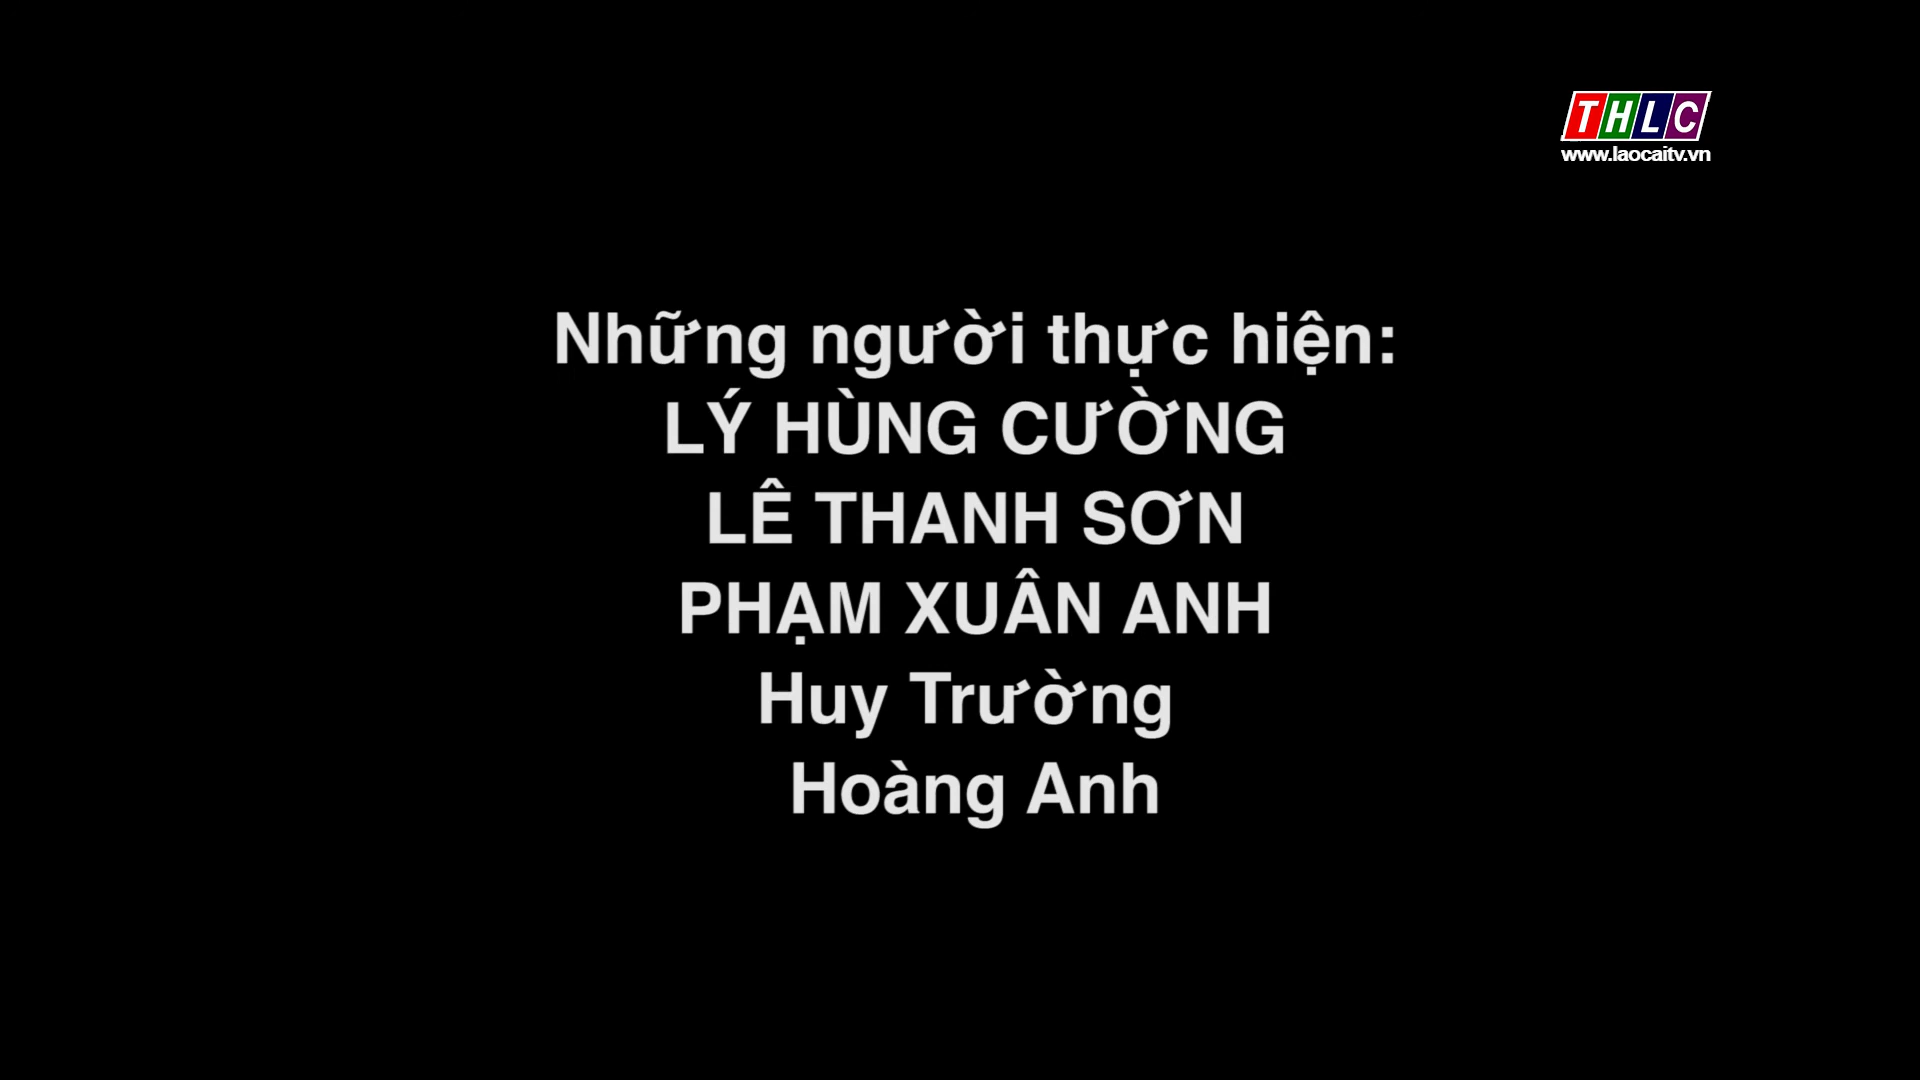 THLC
www.laocaitv.vn
Những người thực hiện:
LÝ HÙNG CƯỜNG
LÊ THANH SƠN
PHẠM XUÂN ANH
Huy Trường
Hoàng Anh